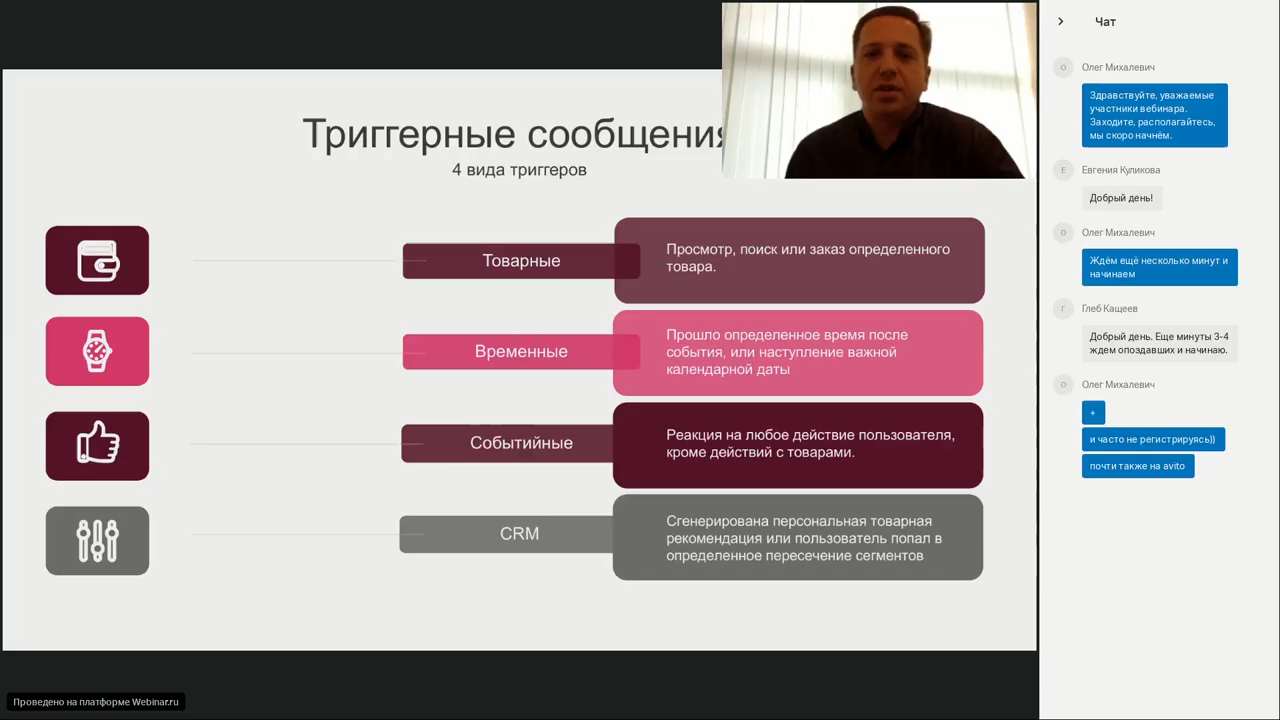 Триггерные сообщения
4 вида триггеров
Товарные
Просмотр, поиск или заказ определенного
товара.
Временные
Прошло определенное время после
события, или наступление важной
календарной даты
Событийные
Реакция на любое действие пользователя,
кроме действий с товарами.
CRM
Сгенерирована персональная товарная
рекомендация или пользователь попал в
определенное пересечение сегментов
Проведено на платформе Webinar.ru
Чат
О
Олег Михалевич
Здравствуйте, уважаемые
участники вебинара.
Заходите, располагайтесь,
мы скоро начнём.
Е
Евгения Куликова
Добрый день!
О
Олег Михалевич
Ждём ещё несколько минут и
начинаем
Г
Глеб Кащеев
Добрый день. Еще минуты 3-4
ждем опоздавших и начинаю.
О
Олег Михалевич
+
и часто не регистрируясь))
почти также на avito